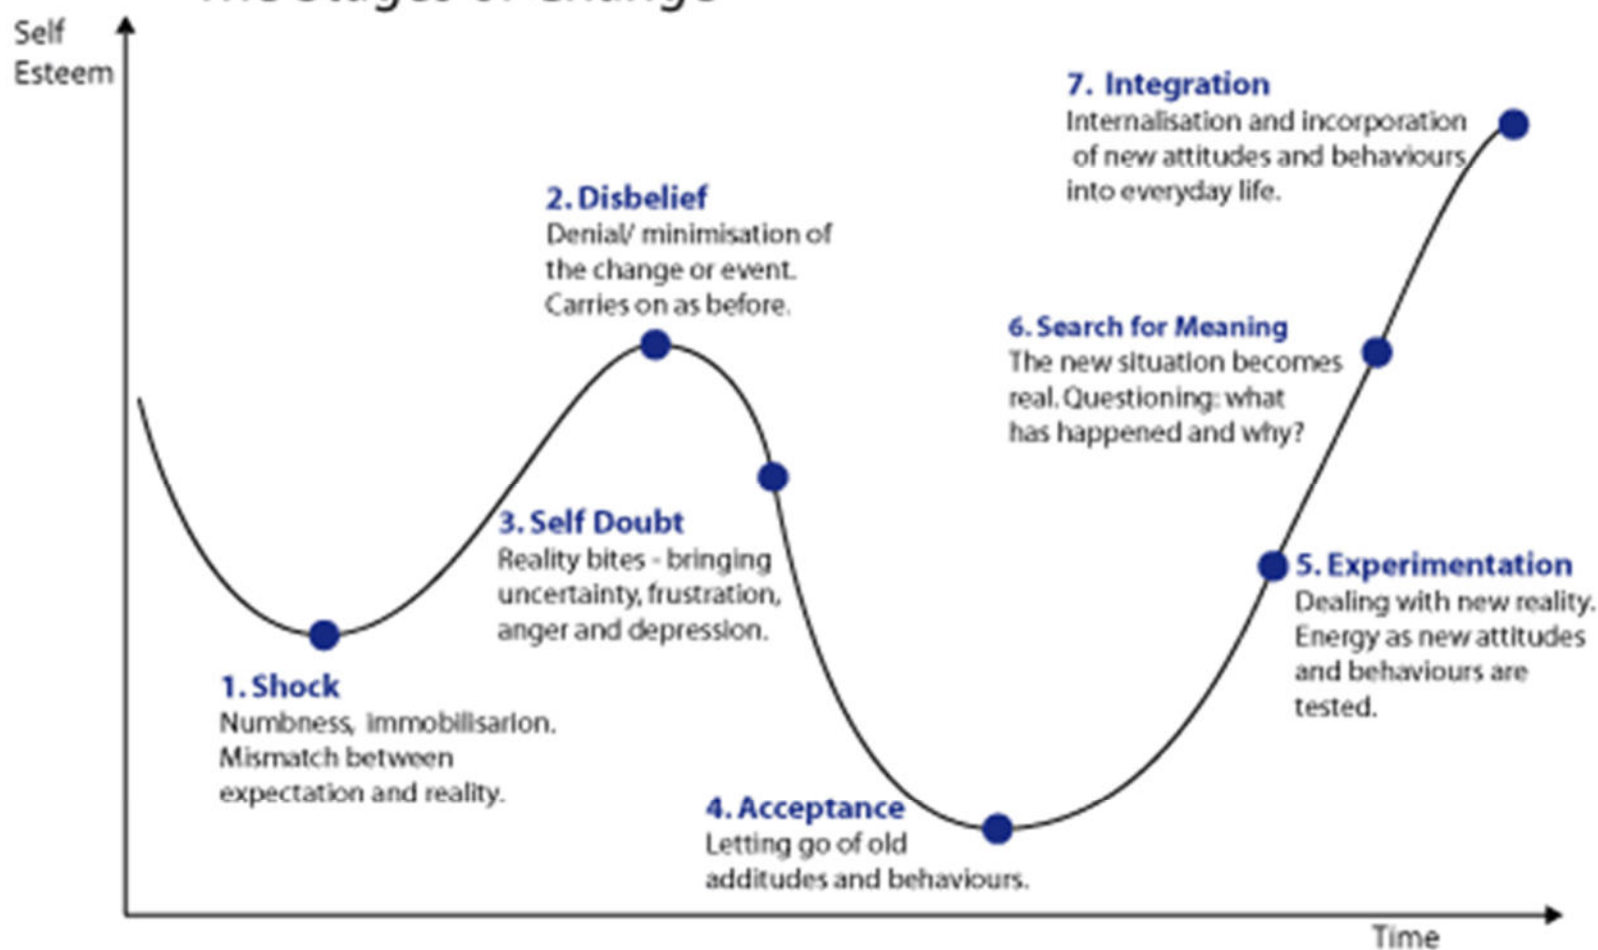 The Stages of Change
Self
Esteem
7. Integration
Internalisation and incorporation
of new attitudes and behaviours
into everyday life.
2. Disbelief
Denial/ minimisation of
the change or event.
Carries on as before.
6. Search for Meaning
The new situation becomes
real. Questioning: what
has happened and why?
3. Self Doubt
Reality bites - bringing
uncertainty, frustration,
anger and depression.
5. Experimentation
Dealing with new reality.
Energy as new attitudes
and behaviours are
tested.
1. Shock
Numbness, immobilisarion.
Mismatch between
expectation and reality.
4. Acceptance
Letting go of old
additudes and behaviours.
Time